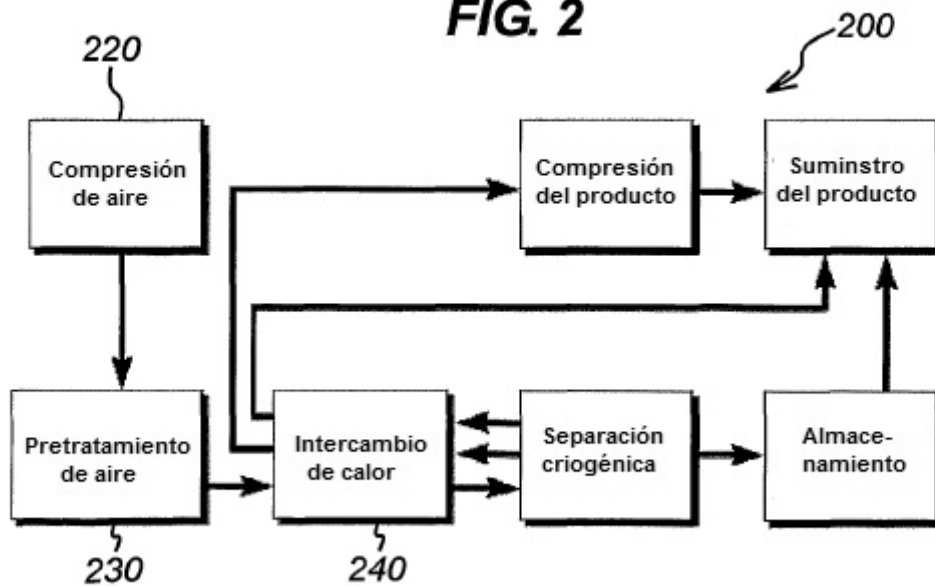 FIG. 2
200
220
Compresión
de aire
Compresión
del producto
Suminstro
del producto
Pretratamiento
de aire
Intercambio
de calor
Separación
criogénica
Almace-
namiento
230
240